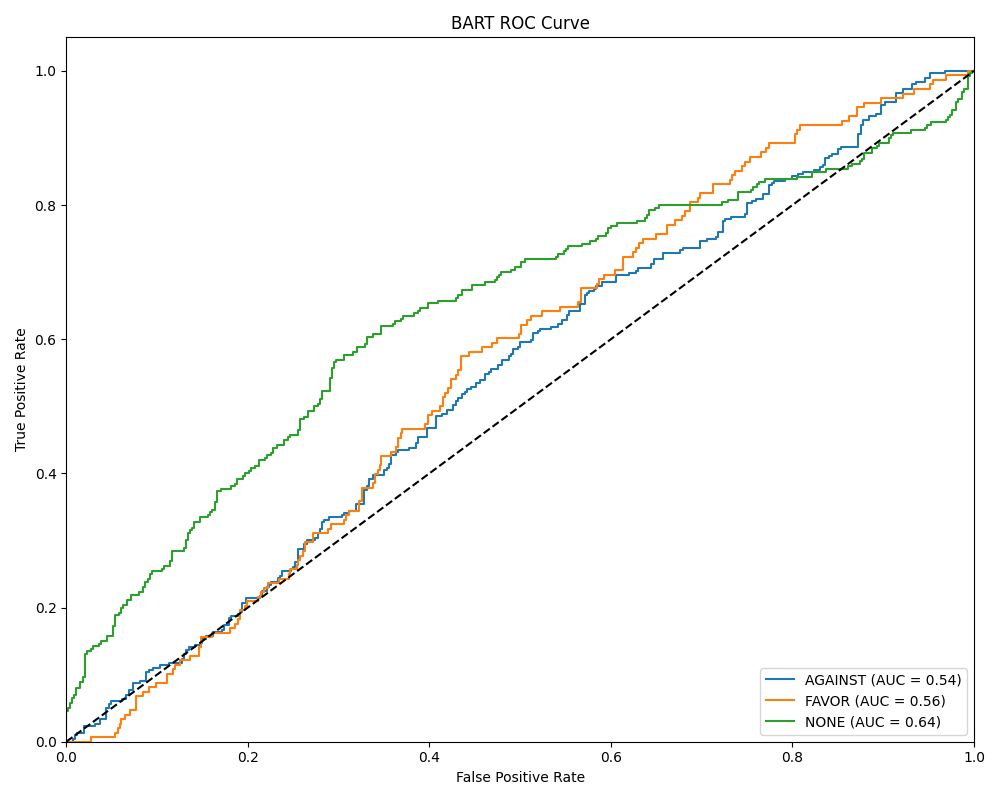 BART ROC Curve
True Positive Rate
1.0
0.8
0.6
0.4
0.2
0.0
0.0 0.2 0.4 0.6 0.8 1.0
False Positive Rate
AGAINST (AUC = 0.54)
FAVOR (AUC = 0.56)
NONE (AUC = 0.64)